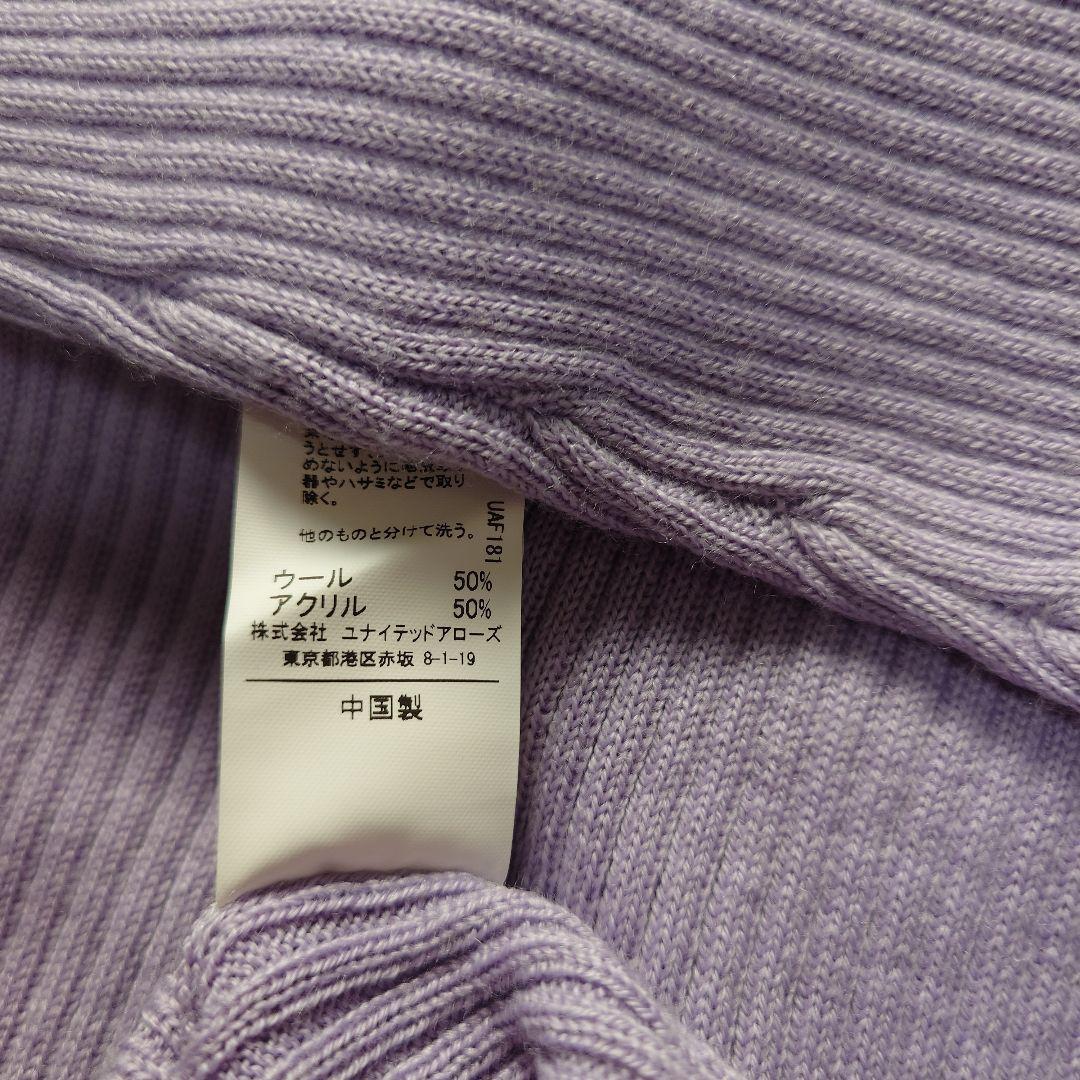 うとせず、
めないように毛
器やハサミなどで取り
除く。
他のものと分けて洗う。
UAF181
ウール 50%
アクリル 50%
株式会社 ユナイテッドアローズ
東京都港区赤坂 8-1-19
中国製